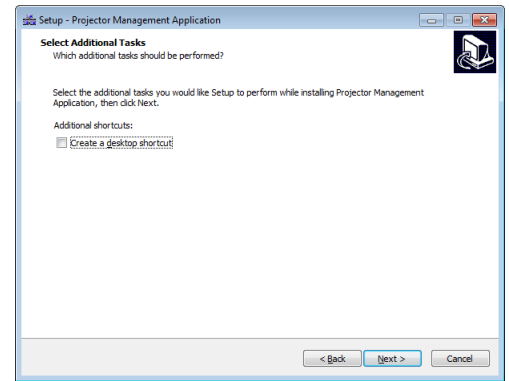 Setup - Projector Management Application
Select Additional Tasks
Which additional tasks should be performed?
Select the additional tasks you would like Setup to perform while installing Projector Management
Application, then click Next.
Additional shortcuts:
Create a desktop shortcut
< Back
Next >
Cancel